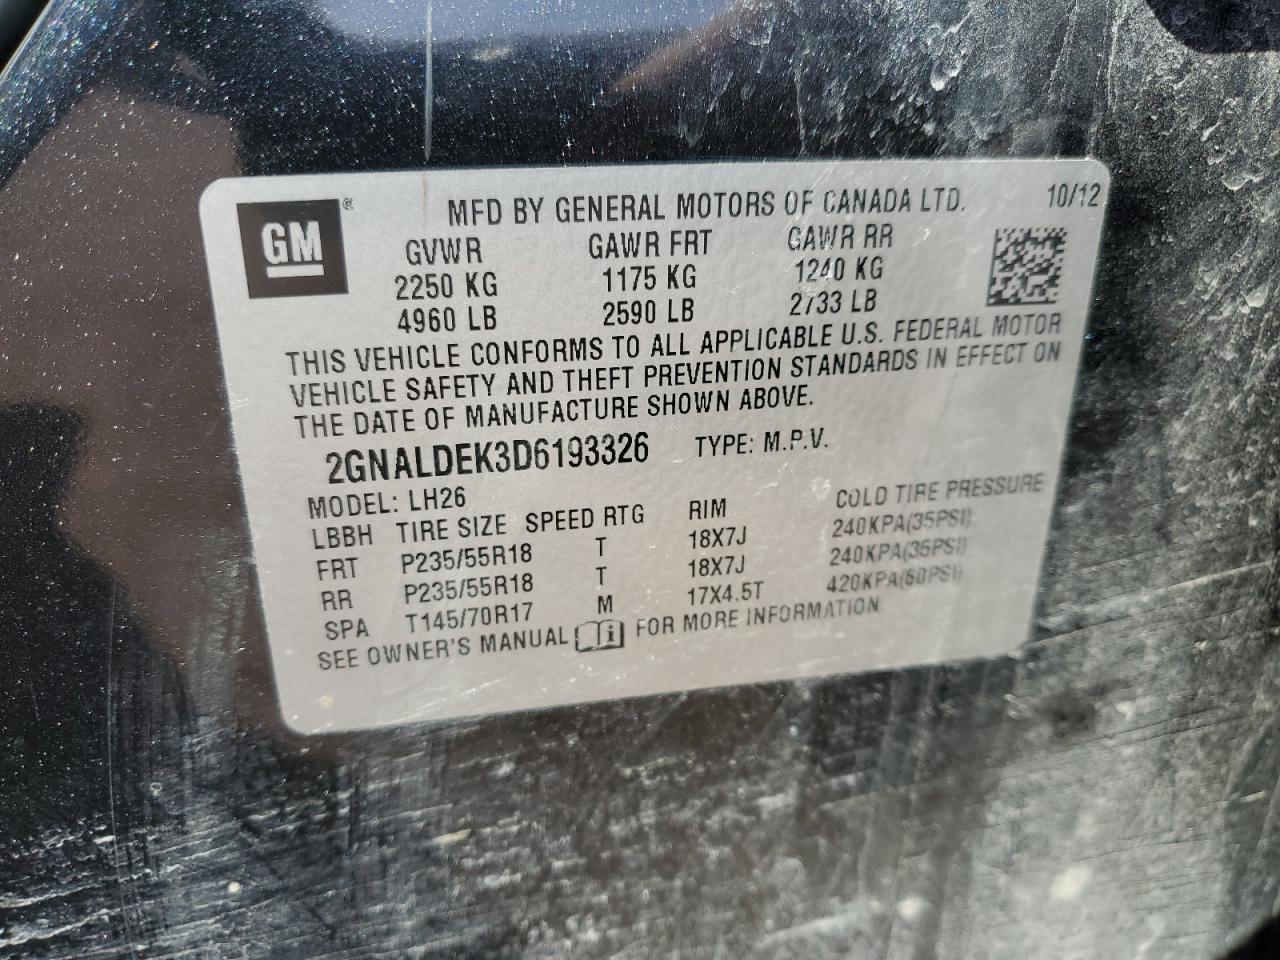 GM ®
MFD BY GENERAL MOTORS OF CANADA LTD. 10/12
GVWR GAWR FRT GAWR RR
2250 KG 1175 KG 1240 KG
4960 LB 2590 LB 2733 LB
THIS VEHICLE CONFORMS TO ALL APPLICABLE U.S. FEDERAL MOTOR
VEHICLE SAFETY AND THEFT PREVENTION STANDARDS IN EFFECT ON
THE DATE OF MANUFACTURE SHOWN ABOVE.
2GNALDEK3D6193326 TYPE: M.P.V.
MODEL: LH26
LBBH TIRE SIZE SPEED RTG RIM COLD TIRE PRESSURE
FRT P235/55R18 T 18X7J 240KPA(35PSI)
RR P235/55R18 T 18X7J 240KPA(35PSI)
SPA T145/70R17 M 17X4.5T 420KPA(60PSI)
SEE OWNER'S MANUAL i FOR MORE INFORMATION